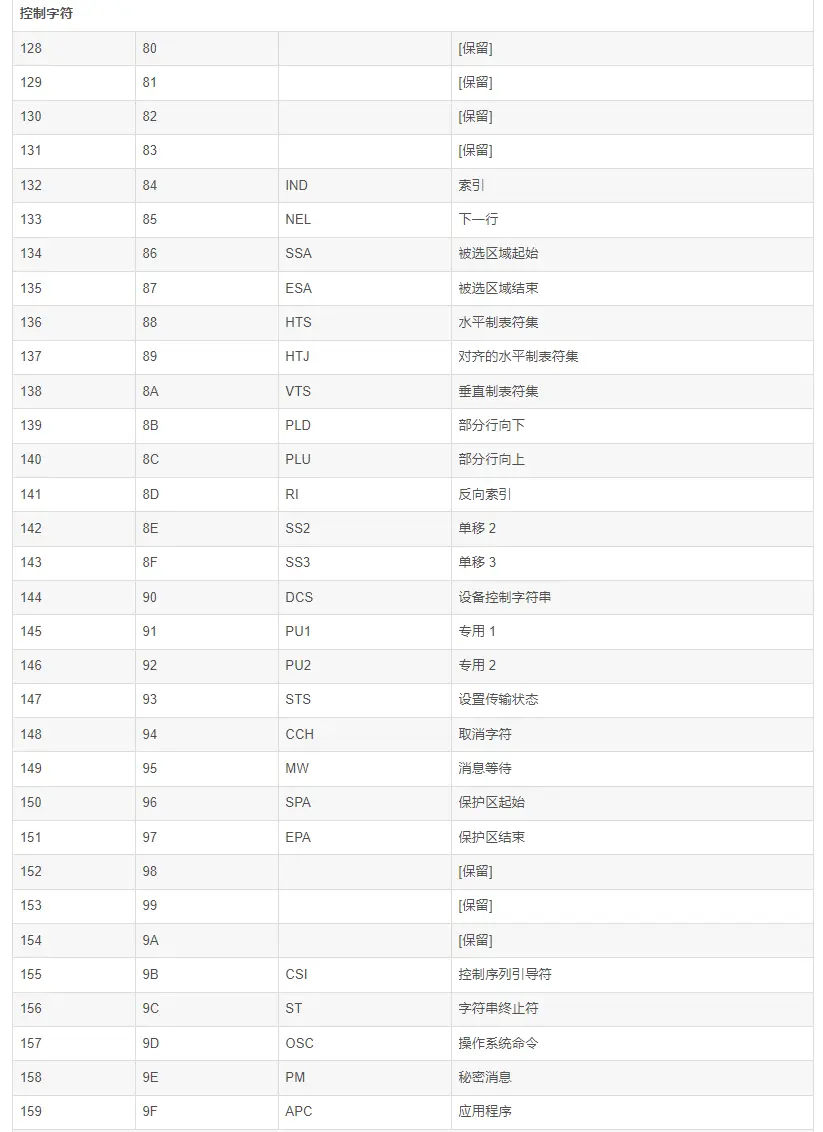 控制字符
128 80 [保留]
129 81 [保留]
130 82 [保留]
131 83 [保留]
132 84 IND 索引
133 85 NEL 下一行
134 86 SSA 被选区域起始
135 87 ESA 被选区域结束
136 88 HTS 水平制表符集
137 89 HTJ 对齐的水平制表符集
138 8A VTS 垂直制表符集
139 8B PLD 部分行向下
140 8C PLU 部分行向上
141 8D RI 反向索引
142 8E SS2 单移 2
143 8F SS3 单移 3
144 90 DCS 设备控制字符串
145 91 PU1 专用 1
146 92 PU2 专用 2
147 93 STS 设置传输状态
148 94 CCH 取消字符
149 95 MW 消息等待
150 96 SPA 保护区起始
151 97 EPA 保护区结束
152 98 [保留]
153 99 [保留]
154 9A [保留]
155 9B CSI 控制序列引导符
156 9C ST 字符串终止符
157 9D OSC 操作系统命令
158 9E PM 秘密消息
159 9F APC 应用程序